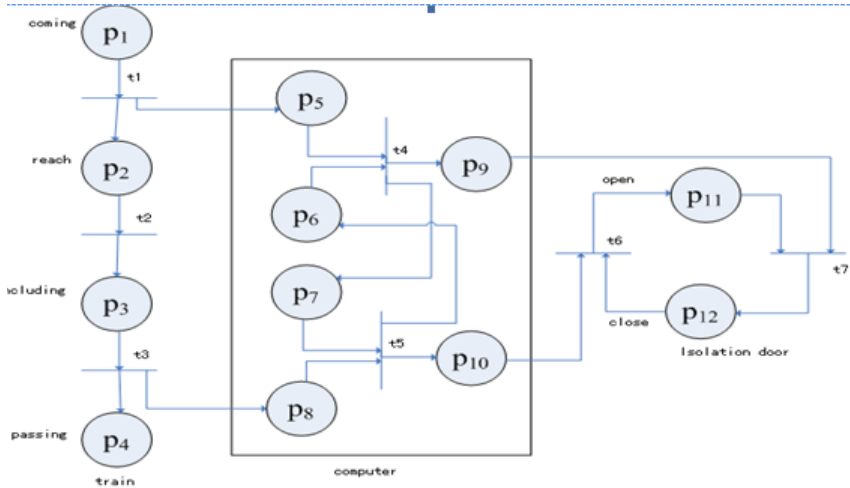 coming
p1
t1
p5
t4
p9
reach
p2
open
p11
t2
p6
t6
t7
ncluding
p3
p7
p12
close
t3
t5
p10
Isolation door
p8
passing
p4
computer
train